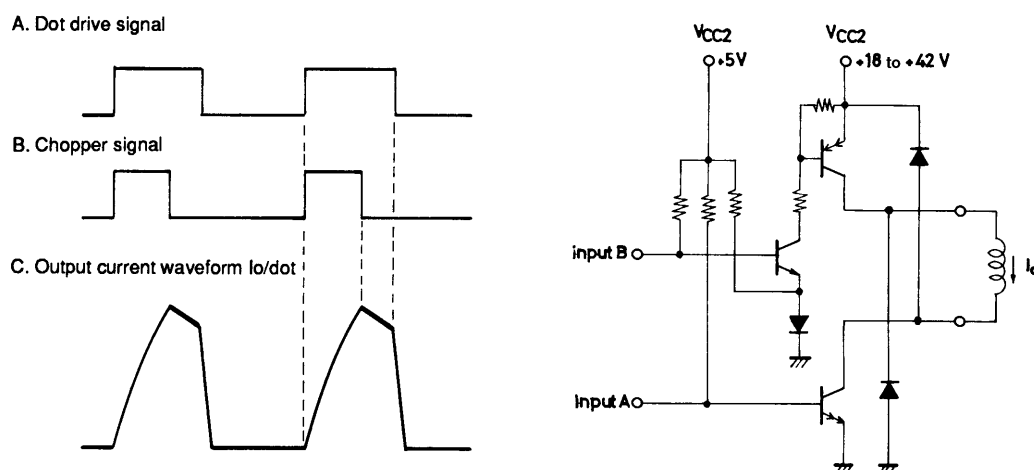 A. Dot drive signal
B. Chopper signal
C. Output current waveform Io/dot
VCC2
+5V
VCC2
+18 to +42 V
input B
Input A